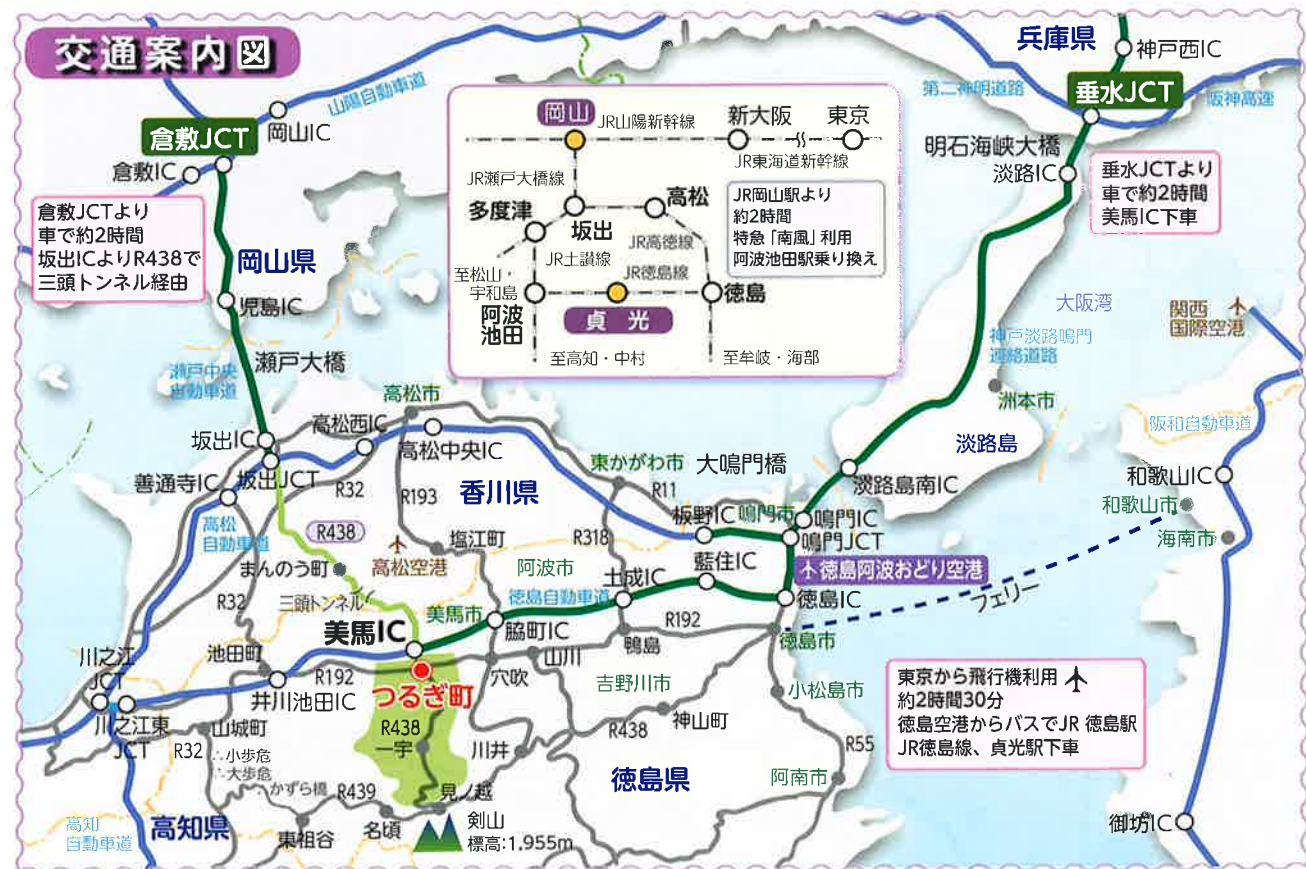 交通案内図
兵庫県
神戸西IC
第二神明道路
垂水JCT
阪神高速
山陽自動車道
岡山IC
倉敷JCT
倉敷IC
明石海峡大橋
淡路IC
垂水JCTより
車で約2時間
美馬IC下車
倉敷JCTより
車で約2時間
坂出ICよりR438で
三頭トンネル経由
岡山県
児島IC
瀬戸大橋
瀬戸中央
自動車道
岡山
JR山陽新幹線
新大阪
東京
JR東海道新幹線
JR瀬戸大橋線
多度津
坂出
高松
JR高徳線
JR土讃線
JR徳島線
至松山・
宇和島
阿波
池田
貞光
徳島
至高知・中村
至牟岐・海部
JR岡山駅より
約2時間
特急「南風」利用
阿波池田駅乗り換え
大阪湾
関西
国際空港
神戸淡路鳴門
連絡道路
洲本市
淡路島
阪和自動車道
和歌山IC
和歌山市
海南市
高松市
高松西IC
坂出IC
高松中央IC
善通寺IC
坂出JCT
R32
R193
香川県
東かがわ市
R11
大鳴門橋
淡路島南IC
高松
自動車道
R438
高松空港
塩江町
R318
板野IC
鳴門市
鳴門IC
鳴門JCT
まんのう町
阿波市
藍住IC
徳島阿波おどり空港
R32
三頭トンネル
美馬市
徳島自動車道
土成IC
徳島IC
フェリー
美馬IC
脇町IC
R192
徳島市
川之江
JCT
池田町
R192
山川
鴨島
つるぎ町
穴吹
吉野川市
小松島市
井川池田IC
川之江東
JCT
山城町
R438
一宇
川井
R438
神山町
R55
R32
小歩危
大歩危
かずら橋
徳島県
阿南市
東京から飛行機利用
約2時間30分
徳島空港からバスでJR 徳島駅
JR徳島線、貞光駅下車
高知
自動車道
高知県
R439
東祖谷
名頃
見ノ越
剣山
標高:1,955m
御坊IC